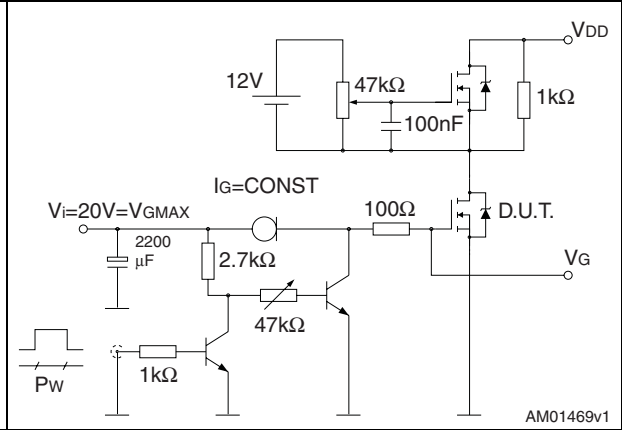 VDD
12V
47kΩ
1kΩ
100nF
IG=CONST
Vi=20V=VGMAX
100Ω
D.U.T.
2200
μF
2.7kΩ
VG
47kΩ
1kΩ
PW
AM01469v1